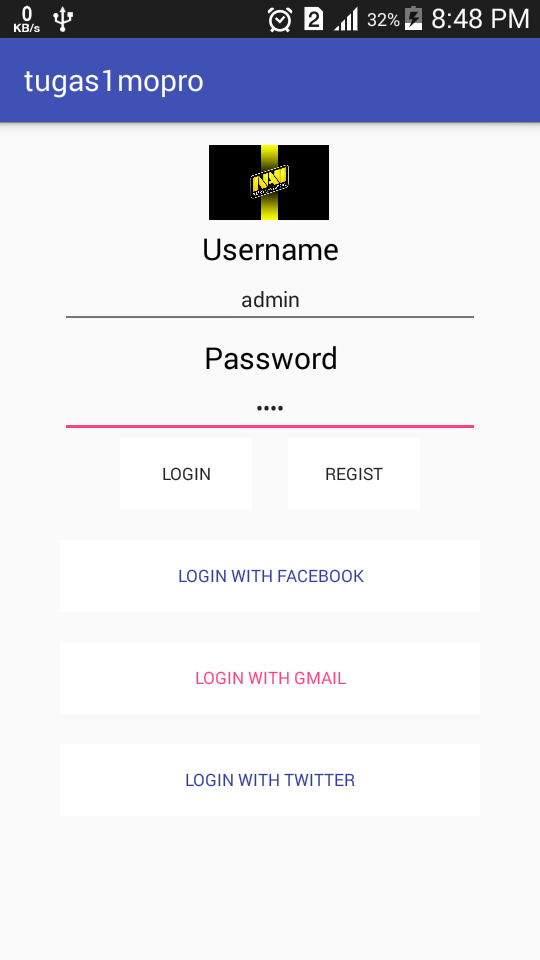 0
KB/s
2
32%
8:48 PM
tugas1mopro
Username
admin
Password
••••
LOGIN
REGIST
LOGIN WITH FACEBOOK
LOGIN WITH GMAIL
LOGIN WITH TWITTER